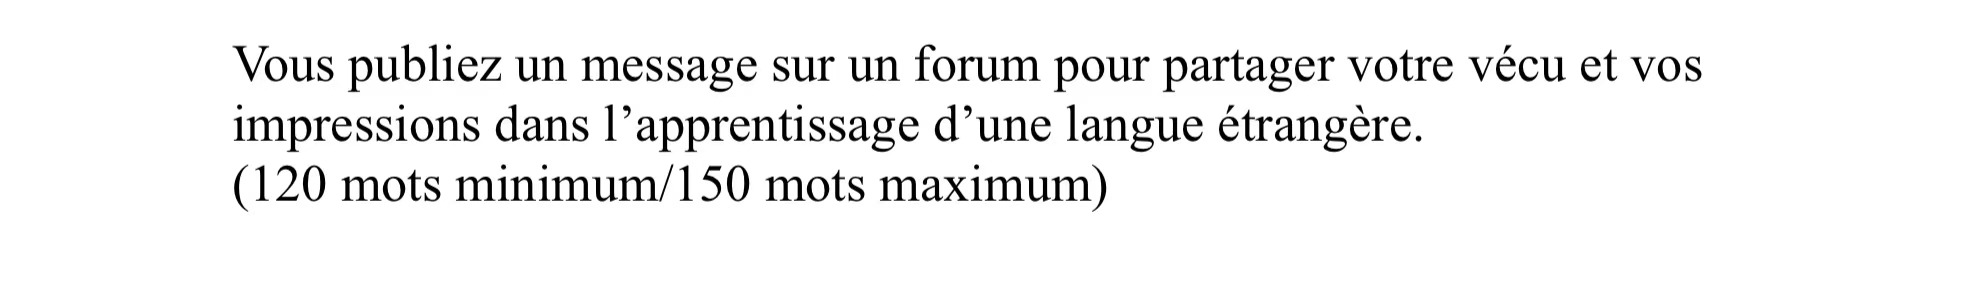 Vous publiez un message sur un forum pour partager votre vécu et vos
impressions dans l’apprentissage d’une langue étrangère.
(120 mots minimum/150 mots maximum)